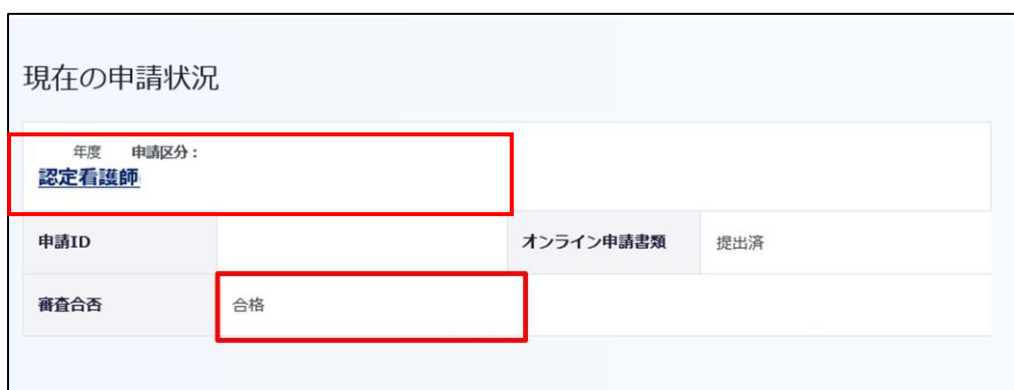 現在の申請状況
年度 申請区分：
認定看護師
申請ID オンライン申請書類 提出済
審査合否 合格